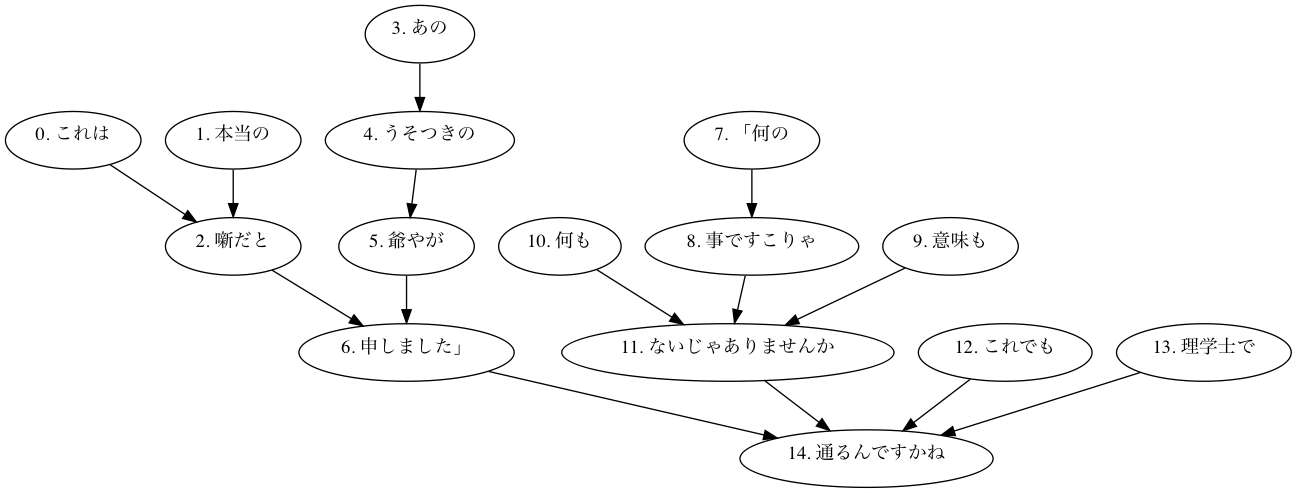 3. あの
0. これは
1. 本当の
4. うそつきの
7. 「何の
2. 噺だと
5. 爺やが
10. 何も
8. 事ですこりゃ
9. 意味も
6. 申しました」
11. ないじゃありませんか
12. これでも
13. 理学士で
14. 通るんですかね